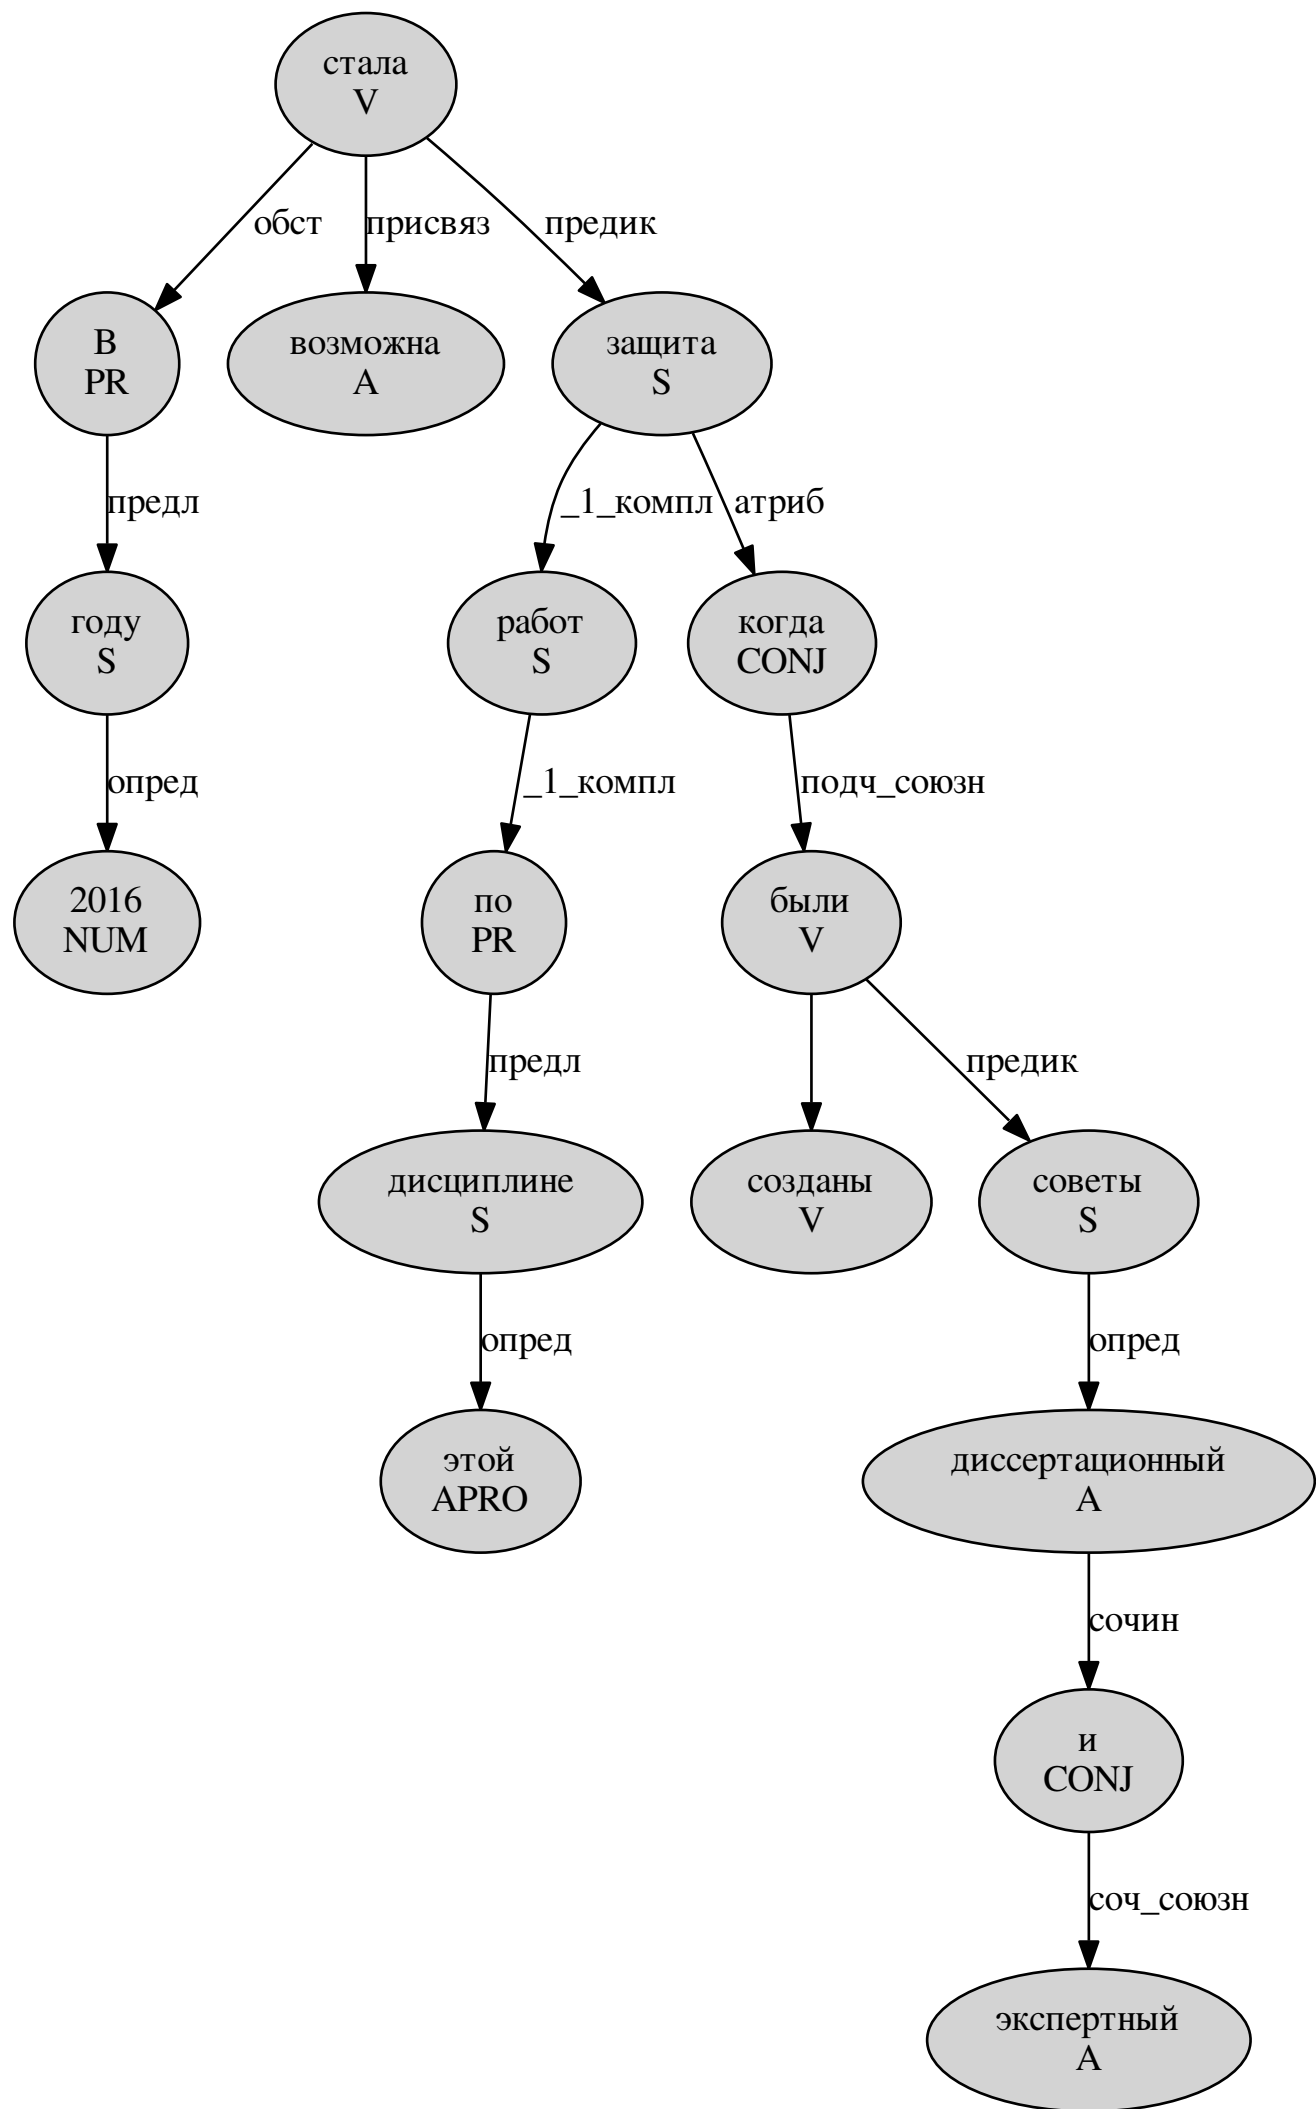 стала
V
обст
присвяз
предик
В
PR
возможна
A
защита
S
предл
_1_компл
атриб
году
S
работ
S
когда
CONJ
опред
_1_компл
подч_союзн
2016
NUM
по
PR
были
V
предл
предик
дисциплине
S
созданы
V
советы
S
опред
опред
этой
APRO
диссертационный
A
сочин
и
CONJ
соч_союзн
экспертный
A